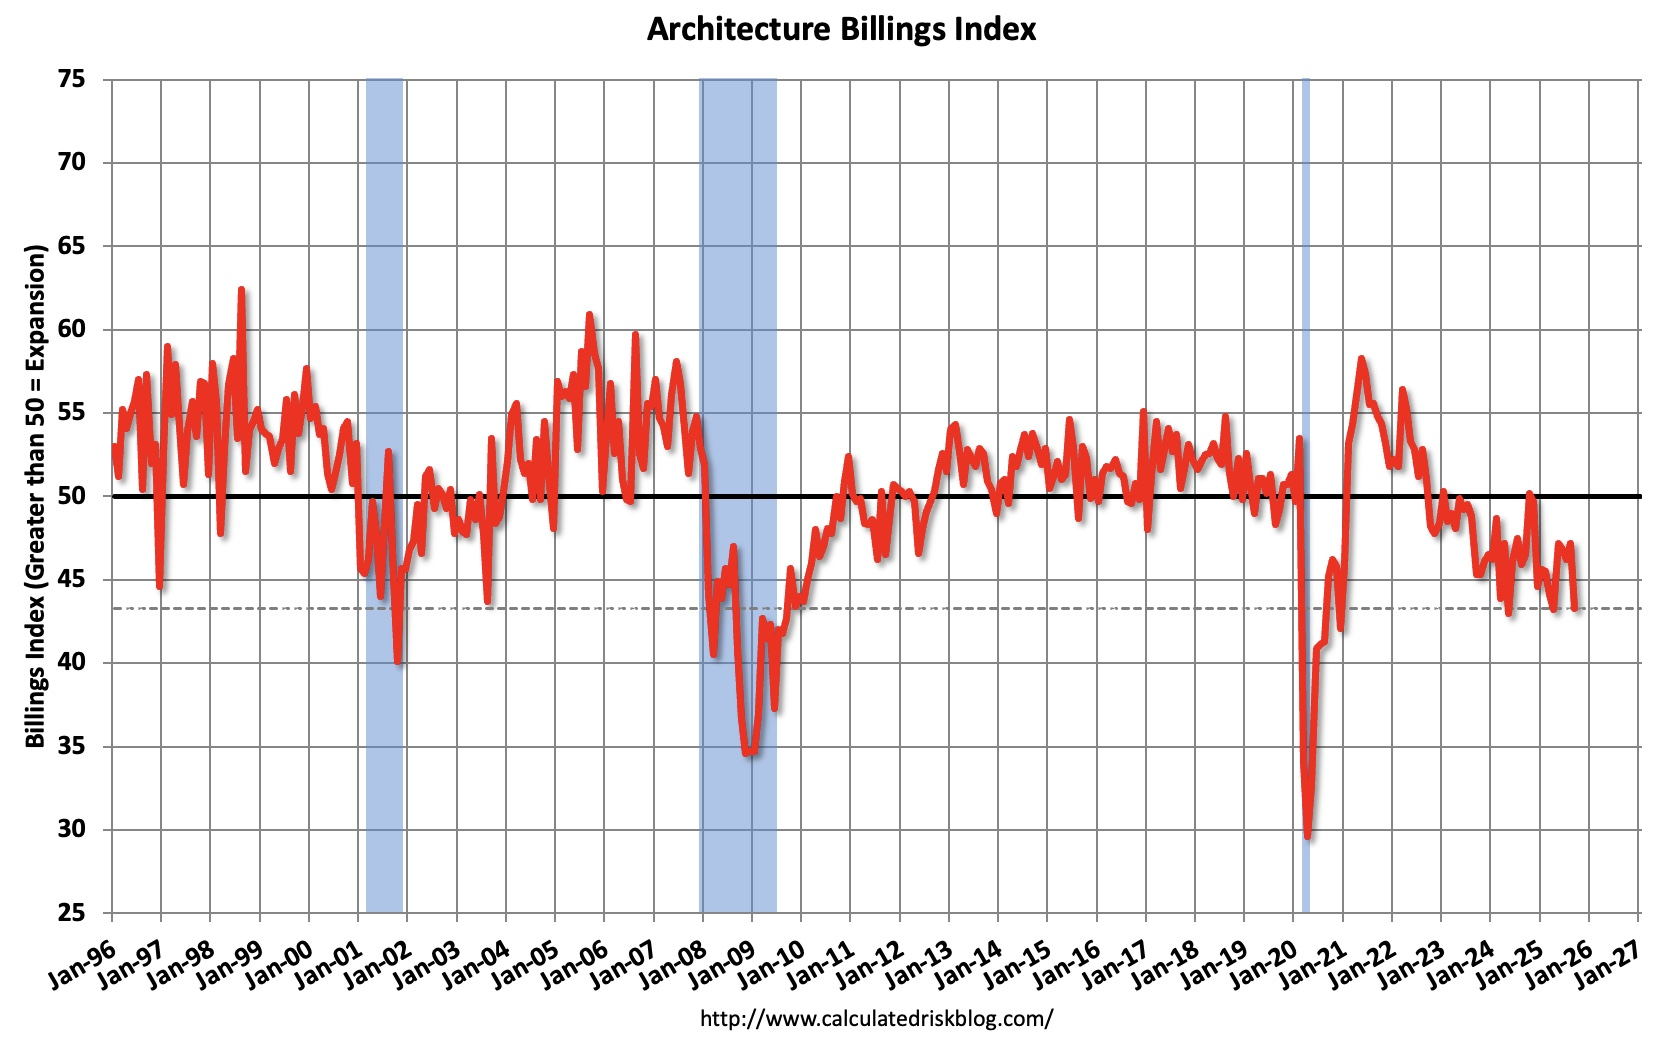 Architecture Billings Index
Billings Index (Greater than 50 = Expansion)
75
70
65
60
55
50
45
40
35
30
25
Jan-96
Jan-97
Jan-98
Jan-99
Jan-00
Jan-01
Jan-02
Jan-03
Jan-04
Jan-05
Jan-06
Jan-07
Jan-08
Jan-09
Jan-10
Jan-11
Jan-12
Jan-13
Jan-14
Jan-15
Jan-16
Jan-17
Jan-18
Jan-19
Jan-20
Jan-21
Jan-22
Jan-23
Jan-24
Jan-25
Jan-26
Jan-27
http://www.calculatedriskblog.com/